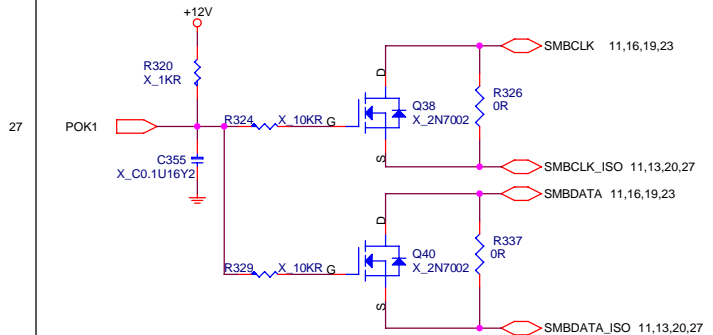 +12V
R320
X_1KR
27 POK1
R324 X_10KR G
C355
X_C0.1U16Y2
D
S
Q38
X_2N7002
R326
0R
SMBCLK 11,16,19,23
SMBCLK_ISO 11,13,20,27
SMBDATA 11,16,19,23
R329 X_10KR G
D
S
Q40
X_2N7002
R337
0R
SMBDATA_ISO 11,13,20,27